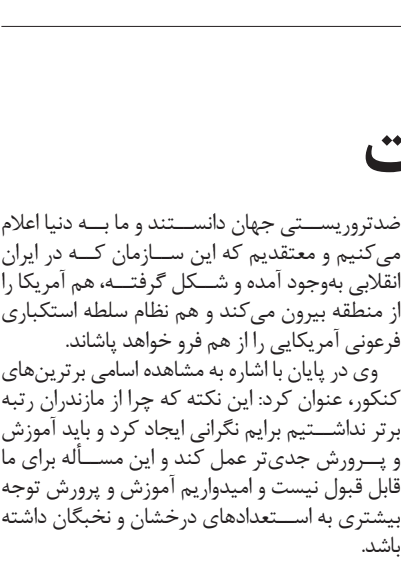 ت
ضدتروریستی جهان دانستند و ما به دنیا اعلام
می‌کنیم و معتقدیم که این سازمان که در ایران
انقلابی به‌وجود آمده و شکل گرفته، هم آمریکا را
از منطقه بیرون می‌کند و هم نظام سلطه استکباری
فرعونی آمریکایی را از هم فرو خواهد پاشاند.
وی در پایان با اشاره به مشاهده اسامی برترین‌های
کنکور، عنوان کرد: این نکته که چرا از مازندران رتبه
برتر نداشتیم برایم نگرانی ایجاد کرد و باید آموزش
و پرورش جدی‌تر عمل کند و این مسأله برای ما
قابل قبول نیست و امیدواریم آموزش و پرورش توجه
بیشتری به استعدادهای درخشان و نخبگان داشته
باشد.